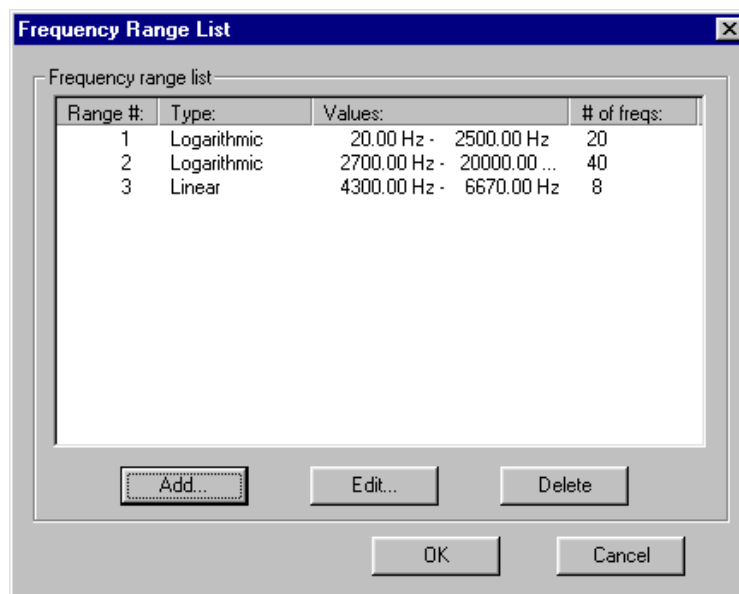 Frequency Range List
Frequency range list
Range #: Type: Values: # of freqs:
1 Logarithmic 20.00 Hz - 2500.00 Hz 20
2 Logarithmic 2700.00 Hz - 20000.00 ... 40
3 Linear 4300.00 Hz - 6670.00 Hz 8
Add... Edit... Delete
OK Cancel